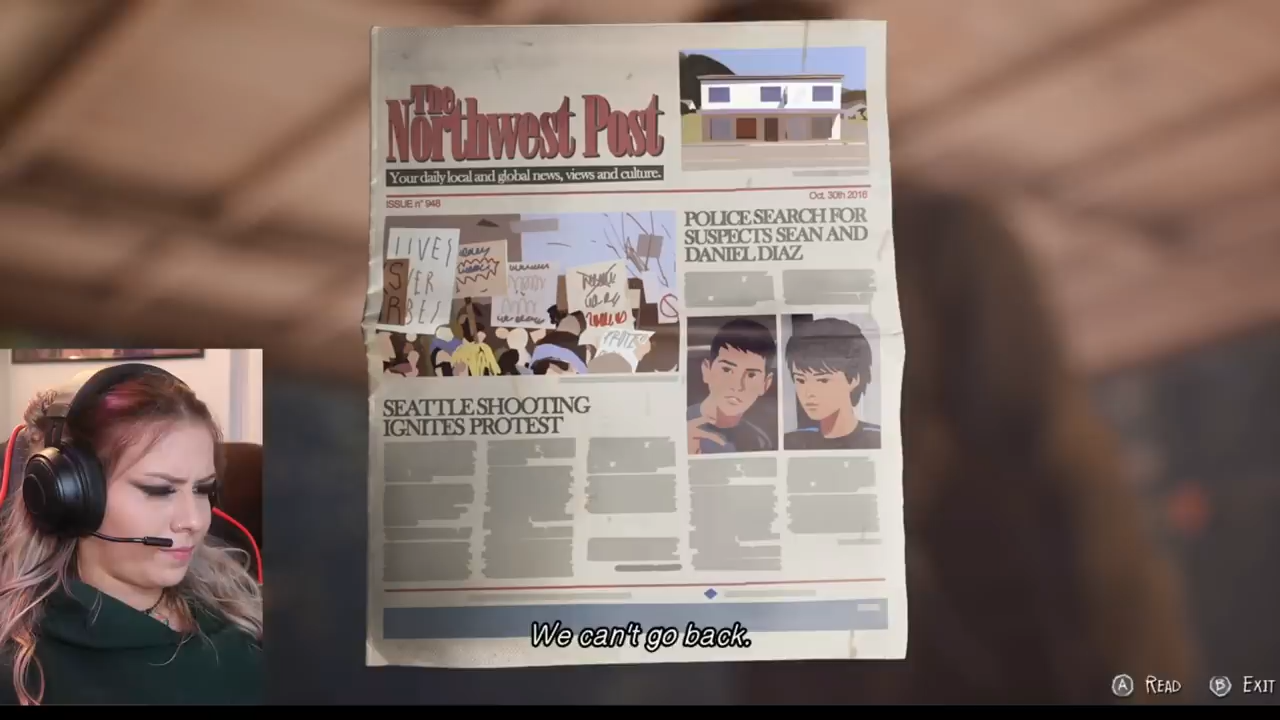 The
Northwest Post
Your daily local and global news, views and culture.
ISSUE n° 948
Oct. 30th 2016
LIVES
POLICE SEARCH FOR
SUSPECTS SEAN AND
DANIEL DIAZ
SEATTLE SHOOTING
IGNITES PROTEST
We can't go back.
A READ B EXIT